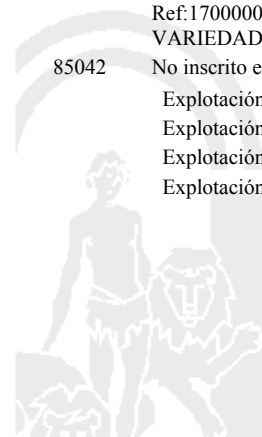 Ref:1700000
VARIEDAD
85042 No inscrito e
Explotación
Explotación
Explotación
Explotación